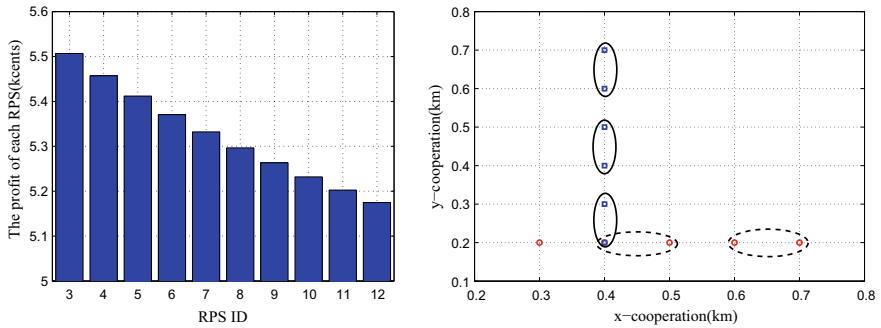 The profit of each RPS(kcents)
5.6
5.5
5.4
5.3
5.2
5.1
5
3 4 5 6 7 8 9 10 11 12
RPS ID
y−cooperation(km)
0.8
0.7
0.6
0.5
0.4
0.3
0.2
0.1
0.2 0.3 0.4 0.5 0.6 0.7 0.8
x−cooperation(km)